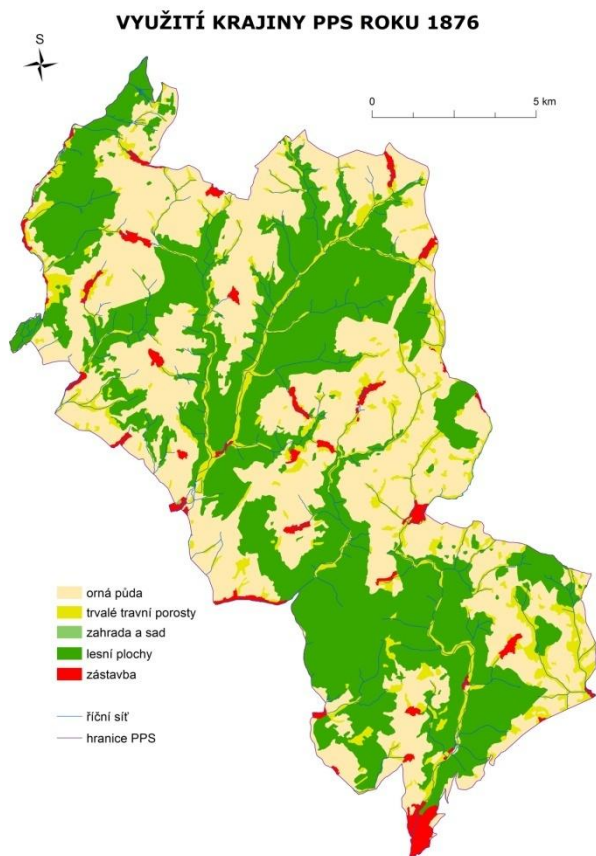 VYUŽITÍ KRAJINY PPS ROKU 1876
S
0 5 km
orná půda
trvalé travní porosty
zahrada a sad
lesní plochy
zástavba
říční síť
hranice PPS